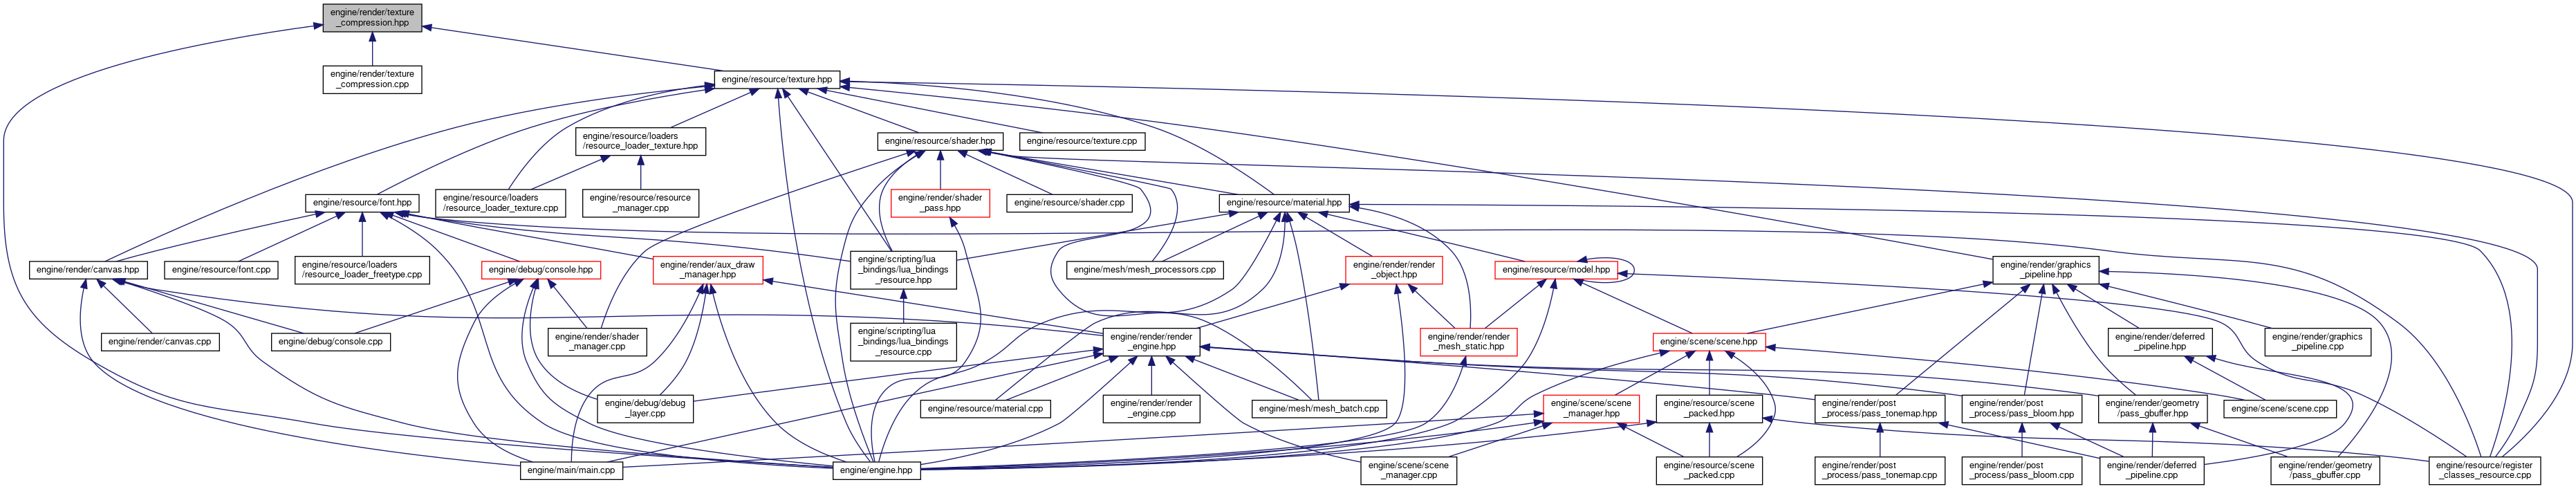 engine/render/texture
_compression.hpp
engine/render/texture
_compression.cpp
engine/resource/texture.hpp
engine/resource/loaders
/resource_loader_texture.hpp
engine/resource/shader.hpp
engine/resource/texture.cpp
engine/resource/font.hpp
engine/resource/loaders
/resource_loader_texture.cpp
engine/resource/resource
_manager.cpp
engine/render/shader
_pass.hpp
engine/resource/shader.cpp
engine/resource/material.hpp
engine/render/canvas.hpp
engine/resource/font.cpp
engine/resource/loaders
/resource_loader_freetype.cpp
engine/debug/console.hpp
engine/render/aux_draw
_manager.hpp
engine/scripting/lua
_bindings/lua_bindings
_resource.hpp
engine/mesh/mesh_processors.cpp
engine/render/render
_object.hpp
engine/resource/model.hpp
engine/render/graphics
_pipeline.hpp
engine/render/canvas.cpp
engine/debug/console.cpp
engine/render/shader
_manager.cpp
engine/scripting/lua
_bindings/lua_bindings
_resource.cpp
engine/render/render
_engine.hpp
engine/render/render
_mesh_static.hpp
engine/scene/scene.hpp
engine/render/deferred
_pipeline.hpp
engine/render/graphics
_pipeline.cpp
engine/debug/debug
_layer.cpp
engine/resource/material.cpp
engine/render/render
_engine.cpp
engine/mesh/mesh_batch.cpp
engine/scene/scene
_manager.hpp
engine/resource/scene
_packed.hpp
engine/render/post
_process/pass_tonemap.hpp
engine/render/post
_process/pass_bloom.hpp
engine/render/geometry
/pass_gbuffer.hpp
engine/scene/scene.cpp
engine/main/main.cpp
engine/engine.hpp
engine/scene/scene
_manager.cpp
engine/resource/scene
_packed.cpp
engine/render/post
_process/pass_tonemap.cpp
engine/render/post
_process/pass_bloom.cpp
engine/render/deferred
_pipeline.cpp
engine/render/geometry
/pass_gbuffer.cpp
engine/resource/register
_classes_resource.cpp